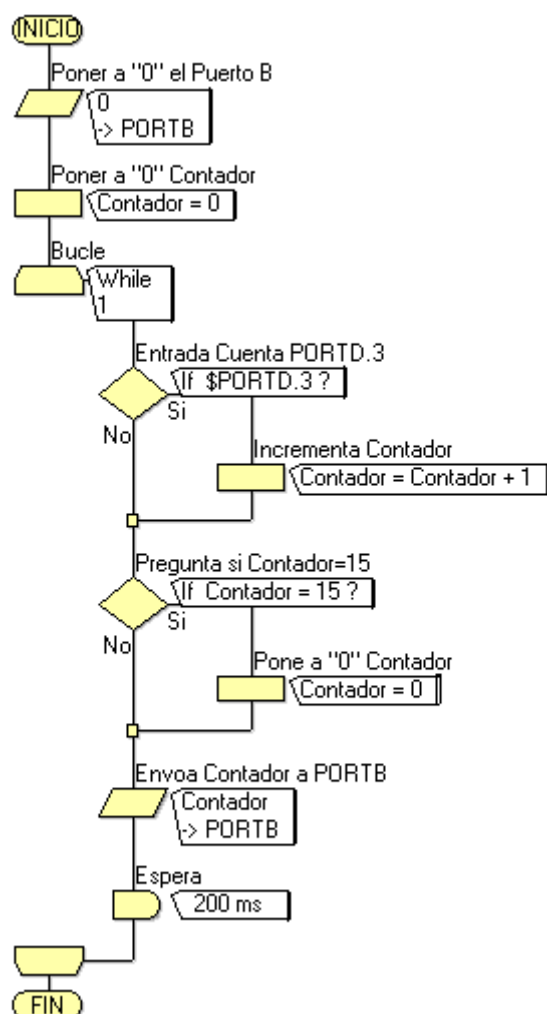 INICIO
Poner a "0" el Puerto B
0
-> PORTB
Poner a "0" Contador
Contador = 0
Bucle
While
1
Entrada Cuenta PORTD.3
If $PORTD.3 ?
Si
No
Incrementa Contador
Contador = Contador + 1
Pregunta si Contador=15
If Contador = 15 ?
Si
No
Pone a "0" Contador
Contador = 0
Envoa Contador a PORTB
Contador
-> PORTB
Espera
200 ms
FIN